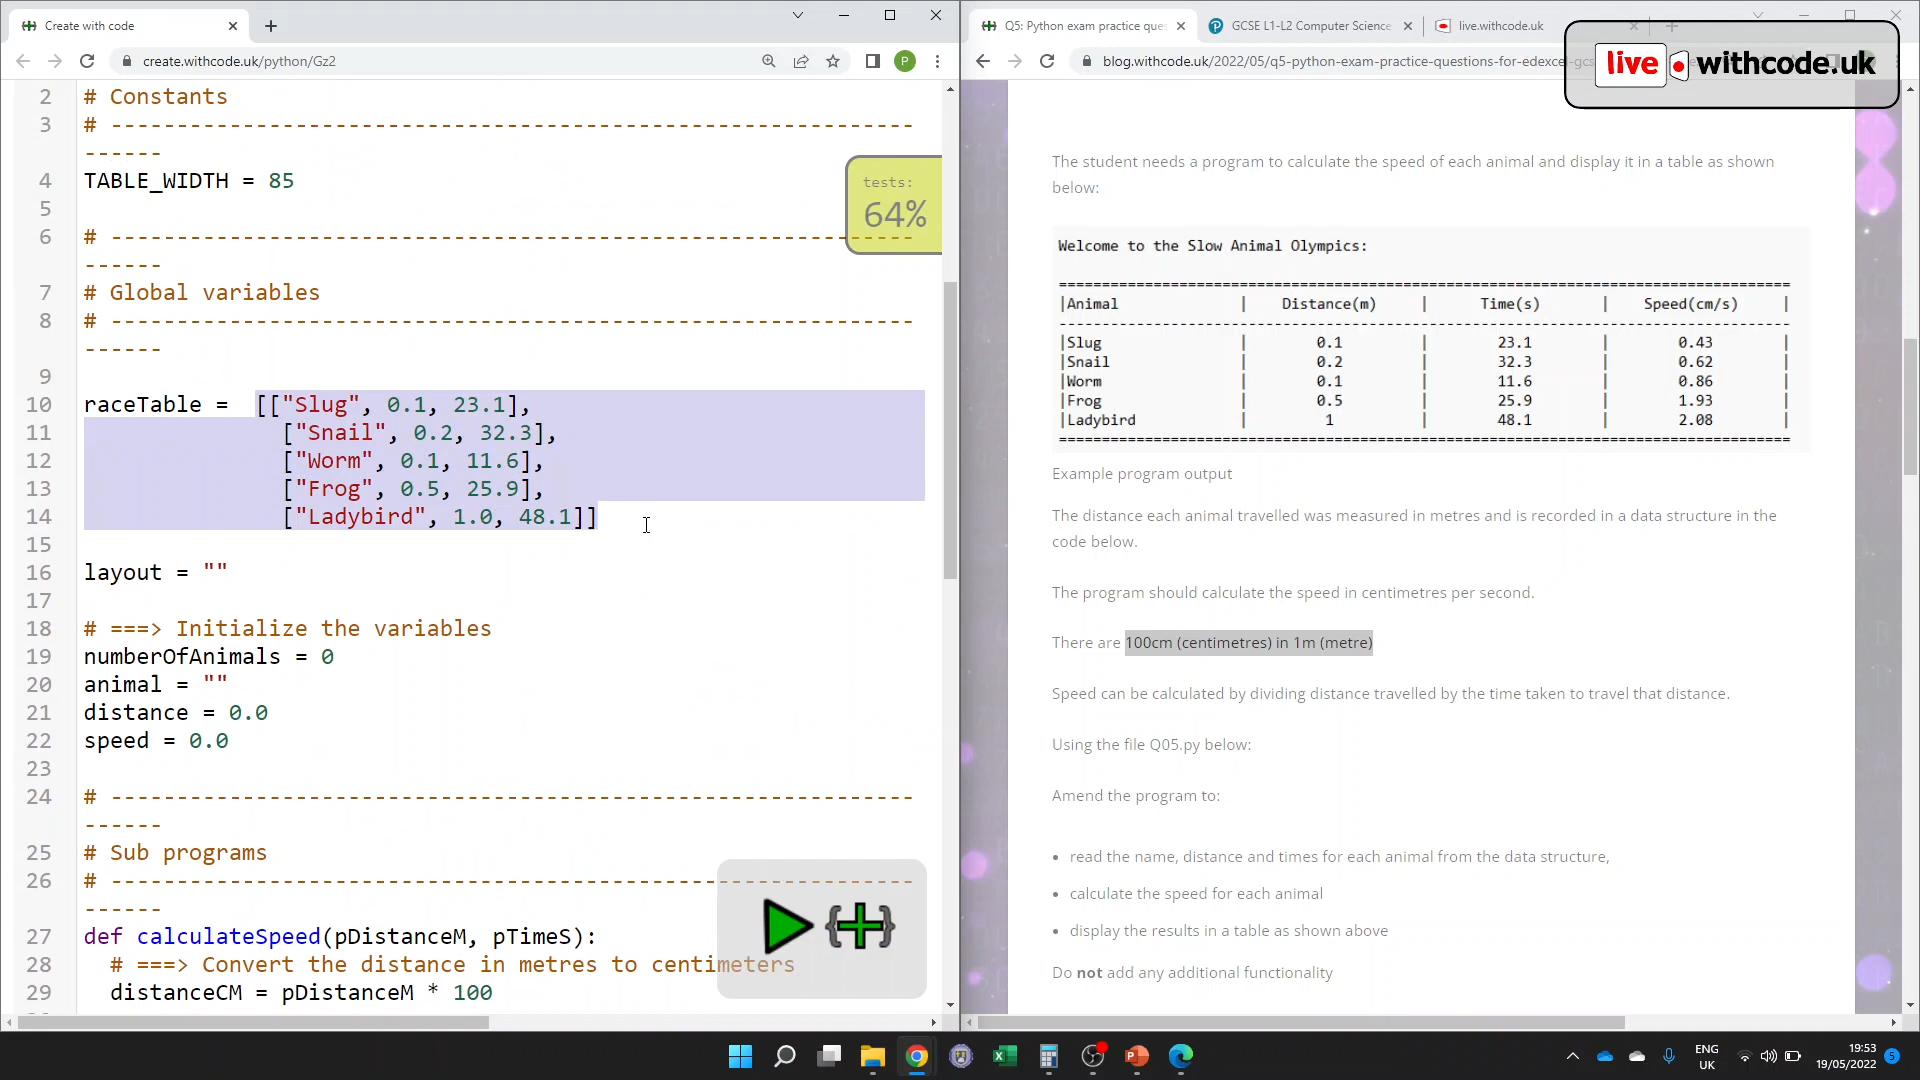 Create with code
create.withcode.uk/python/Gz2
Q5: Python exam practice ques
GCSE L1-L2 Computer Science
live.withcode.uk
blog.withcode.uk/2022/05/q5-python-exam-practice-questions-for-edexcel-gcs
live withcode.uk
2 # Constants
3 # -------------------------------------------------------------
------
4 TABLE_WIDTH = 85
5
6 # -------------------------------------------------------------
------
7 # Global variables
8 # -------------------------------------------------------------
------
9
10 raceTable =  [["Slug", 0.1, 23.1],
11 ["Snail", 0.2, 32.3],
12 ["Worm", 0.1, 11.6],
13 ["Frog", 0.5, 25.9],
14 ["Ladybird", 1.0, 48.1]]
15
16 layout = ""
17
18 # ===> Initialize the variables
19 numberOfAnimals = 0
20 animal = ""
21 distance = 0.0
22 speed = 0.0
23
24 # -------------------------------------------------------------
------
25 # Sub programs
26 # -------------------------------------------------------------
------
27 def calculateSpeed(pDistanceM, pTimeS):
28 # ===> Convert the distance in metres to centimeters
29 distanceCM = pDistanceM * 100
tests:
64%
The student needs a program to calculate the speed of each animal and display it in a table as shown
below:
Welcome to the Slow Animal Olympics:
=====================================================================================
|Animal | Distance(m) | Time(s) | Speed(cm/s) |
-------------------------------------------------------------------------------------
|Slug | 0.1 | 23.1 | 0.43 |
|Snail | 0.2 | 32.3 | 0.62 |
|Worm | 0.1 | 11.6 | 0.86 |
|Frog | 0.5 | 25.9 | 1.93 |
|Ladybird | 1 | 48.1 | 2.08 |
=====================================================================================
Example program output
The distance each animal travelled was measured in metres and is recorded in a data structure in the
code below.
The program should calculate the speed in centimetres per second.
There are 100cm (centimetres) in 1m (metre)
Speed can be calculated by dividing distance travelled by the time taken to travel that distance.
Using the file Q05.py below:
Amend the program to:
• read the name, distance and times for each animal from the data structure,
• calculate the speed for each animal
• display the results in a table as shown above
Do not add any additional functionality
ENG
UK
19:53
19/05/2022
5